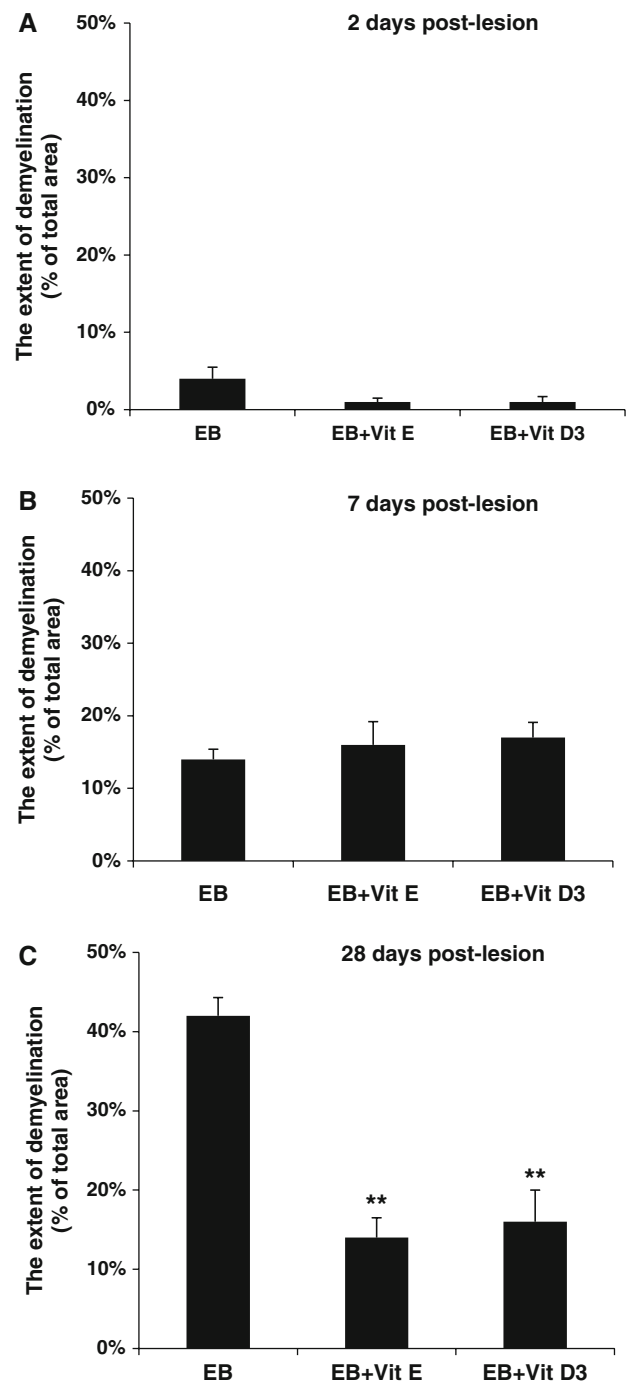 A
2 days post-lesion
The extent of demyelination
(% of total area)
50%
40%
30%
20%
10%
0%
EB
EB+Vit E
EB+Vit D3
B
7 days post-lesion
The extent of demyelination
(% of total area)
50%
40%
30%
20%
10%
0%
EB
EB+Vit E
EB+Vit D3
C
28 days post-lesion
The extent of demyelination
(% of total area)
50%
40%
30%
20%
10%
0%
**
**
EB
EB+Vit E
EB+Vit D3